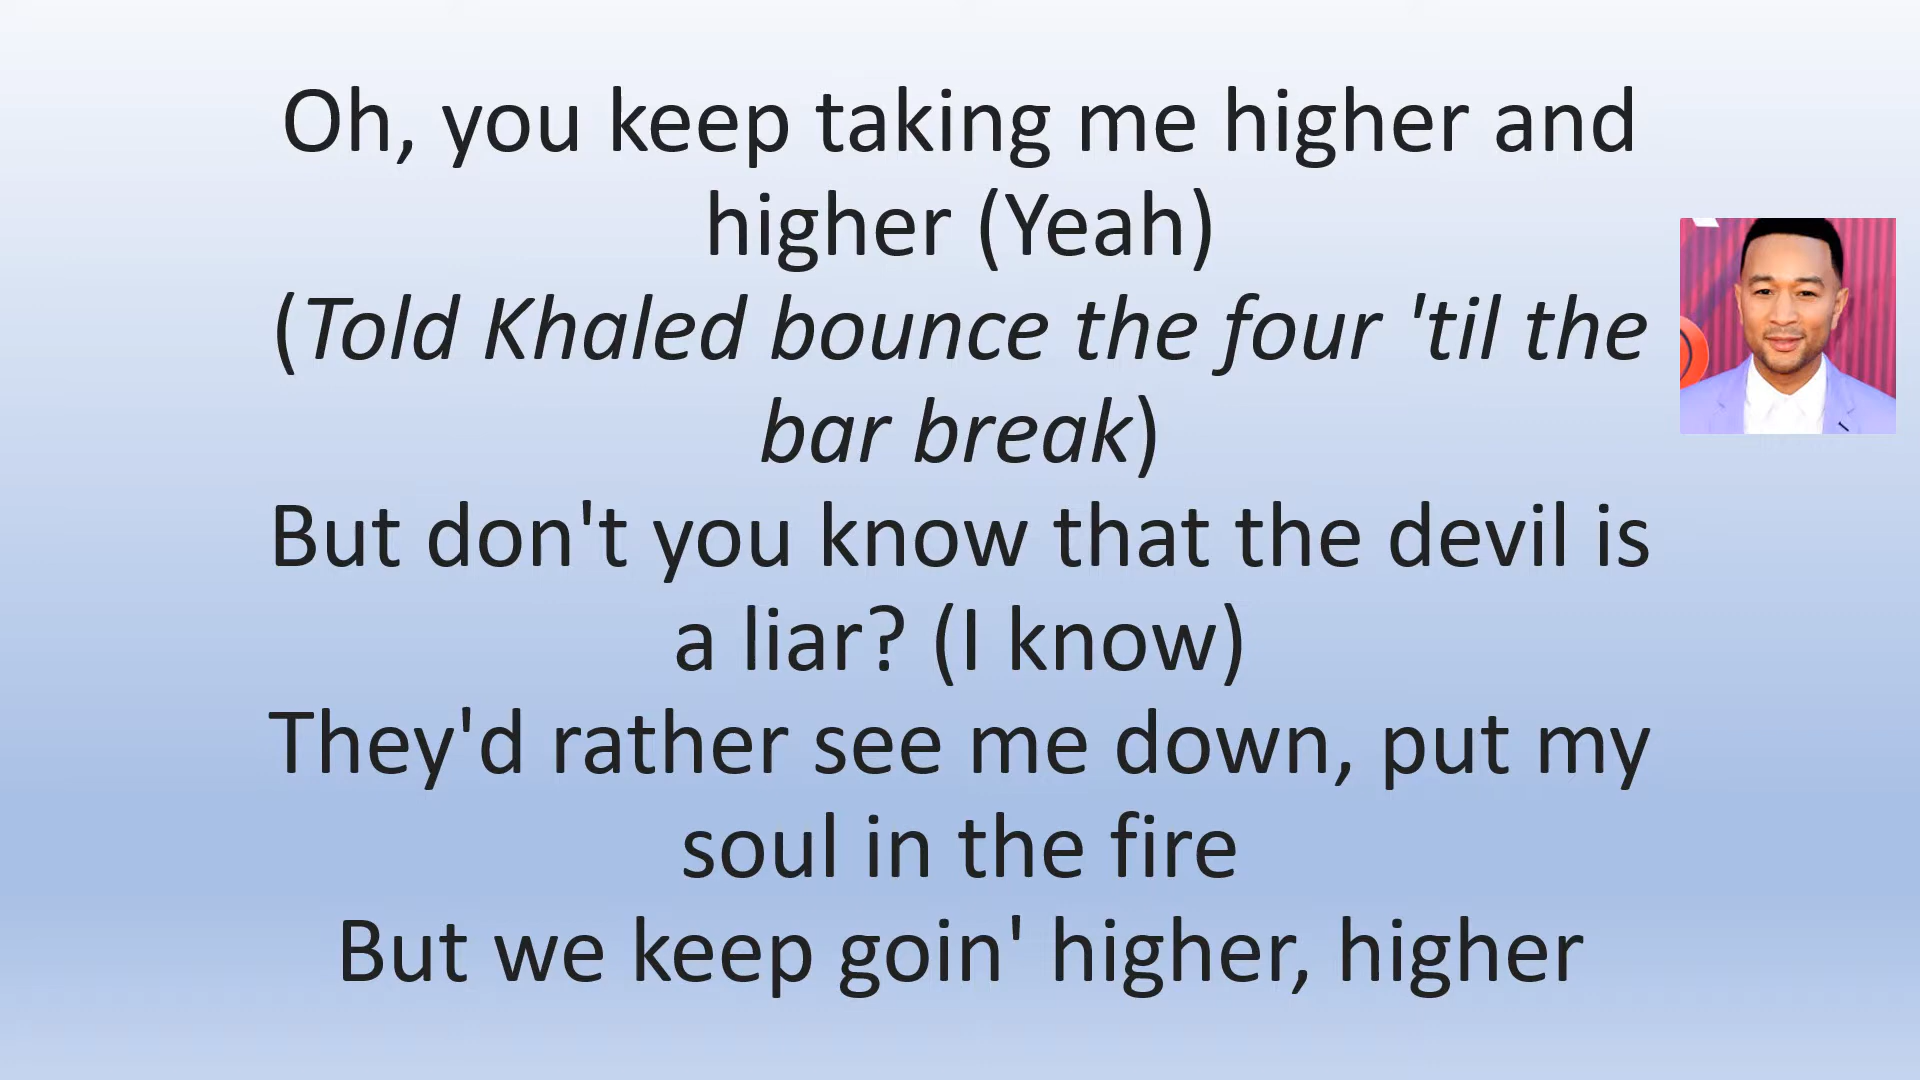 Oh, you keep taking me higher and
higher (Yeah)
(Told Khaled bounce the four 'til the
bar break)
But don't you know that the devil is
a liar? (I know)
They'd rather see me down, put my
soul in the fire
But we keep goin' higher, higher